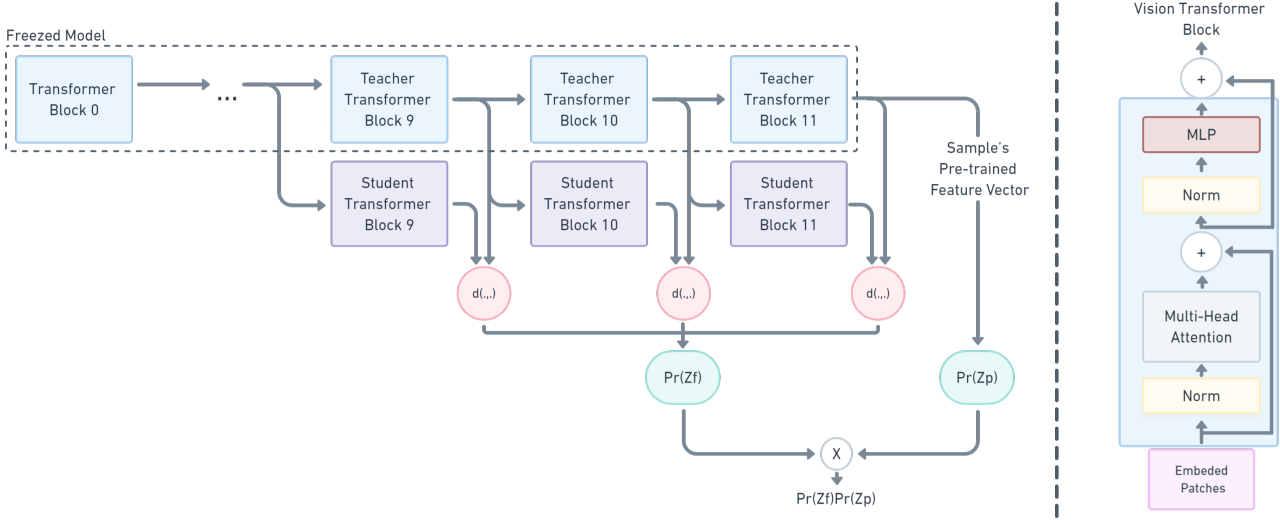 Freezed Model
Transformer
Block 0
...
Teacher
Transformer
Block 9
Teacher
Transformer
Block 10
Teacher
Transformer
Block 11
Student
Transformer
Block 9
Student
Transformer
Block 10
Student
Transformer
Block 11
Sample's
Pre-trained
Feature Vector
d(.,.)
d(.,.)
d(.,.)
Pr(Zf)
Pr(Zp)
X
Pr(Zf)Pr(Zp)
Vision Transformer
Block
+
MLP
Norm
+
Multi-Head
Attention
Norm
Embeded
Patches